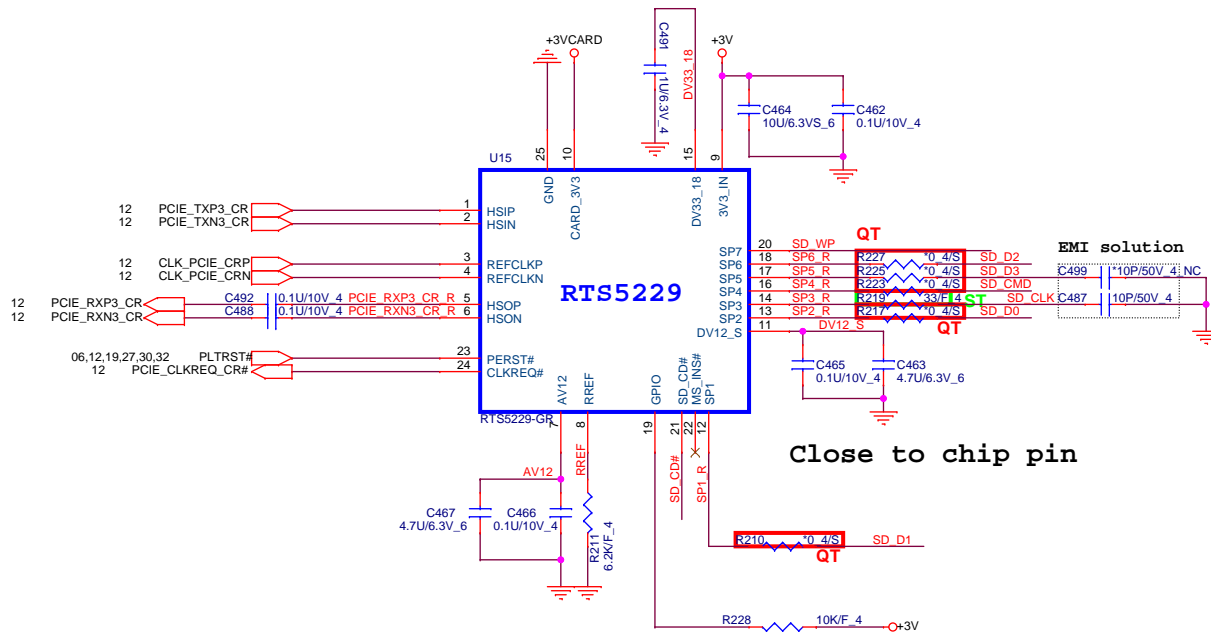 +3VCARD
C491
1U/6.3V_4
DV33_18
+3V
C464
10U/6.3VS_6
C462
0.1U/10V_4
U15
25
10
15
9
GND
CARD_3V3
DV33_18
3V3_IN
12 PCIE_TXP3_CR 1 HSIP
12 PCIE_TXN3_CR 2 HSIN
12 CLK_PCIE_CRP 3 REFCLKP
12 CLK_PCIE_CRN 4 REFCLKN
12 PCIE_RXP3_CR C492 0.1U/10V_4 PCIE_RXP3_CR_R 5 HSOP
12 PCIE_RXN3_CR C488 0.1U/10V_4 PCIE_RXN3_CR_R 6 HSON
06,12,19,27,30,32 PLTRST# 23 PERST#
12 PCIE_CLKREQ_CR# 24 CLKREQ#
RTS5229
QT
EMI solution
SP7 20 SD_WP
SP6 18 SP6_R R227 *0_4/S SD_D2
SP5 17 SP5_R R225 *0_4/S SD_D3 C499 *10P/50V_4_NC
SP4 16 SP4_R R223 *0_4/S SD_CMD
SP3 14 SP3_R R219 33/F_4 ST SD_CLK C487 10P/50V_4
SP2 13 SP2_R R217 *0_4/S SD_D0
DV12_S 11 DV12_S
QT
C465
0.1U/10V_4
C463
4.7U/6.3V_6
AV12
RREF
GPIO
SD_CD#
MS_INS#
SP1
RTS5229-GR
7
8
19
21
22
12
AV12
RREF
SD_CD#
SP1_R
Close to chip pin
C467
4.7U/6.3V_6
C466
0.1U/10V_4
R211
6.2K/F_4
R210 *0_4/S SD_D1
QT
R228 10K/F_4 +3V